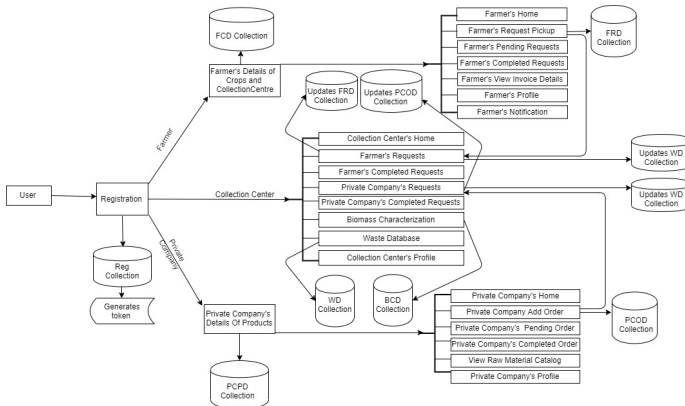 FCD Collection
Farmer's Details of
Crops and
CollectionCentre
Farmer's Home
Farmer's Request Pickup
Farmer's Pending Requests
Farmer's Completed Requests
Farmer's View Invoice Details
Farmer's Profile
Farmer's Notification
FRD
Collection
Updates FRD
Collection
Updates PCOD
Collection
Farmer
Collection Center's Home
Farmer's Requests
Farmer's Completed Requests
Private Company's Requests
Private Company's Completed Requests
Biomass Characterization
Waste Database
Collection Center's Profile
Updates WD
Collection
Updates WD
Collection
User
Registration
Collection Center
Private
Company
Reg
Collection
Generates
token
WD
Collection
BCD
Collection
Private Company's
Details Of Products
PCPD
Collection
Private Company's Home
Private Company Add Order
Private Company's Pending Order
Private Company's Completed Order
View Raw Material Catalog
Private Company's Profile
PCOD
Collection